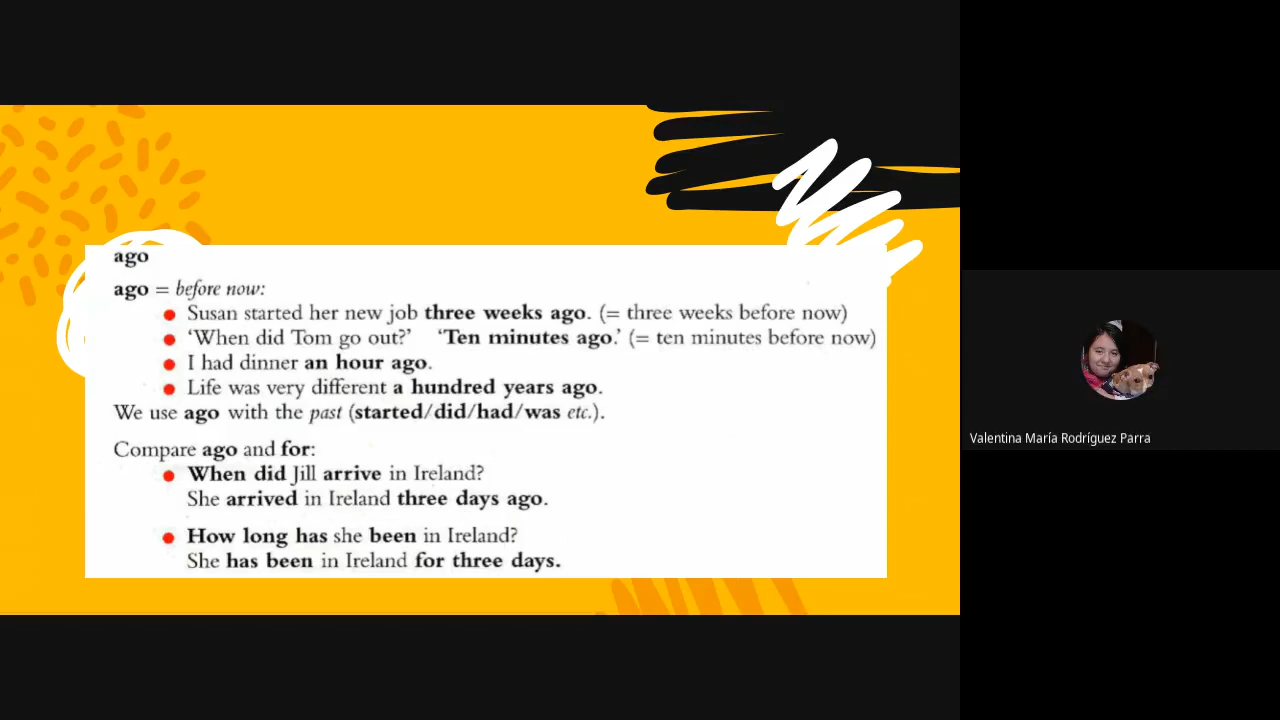 ago
ago = before now:
Susan started her new job three weeks ago. (= three weeks before now)
‘When did Tom go out?’ ‘Ten minutes ago.’ (= ten minutes before now)
I had dinner an hour ago.
Life was very different a hundred years ago.
We use ago with the past (started/did/had/was etc.).
Compare ago and for:
When did Jill arrive in Ireland?
She arrived in Ireland three days ago.
How long has she been in Ireland?
She has been in Ireland for three days.
Valentina María Rodríguez Parra